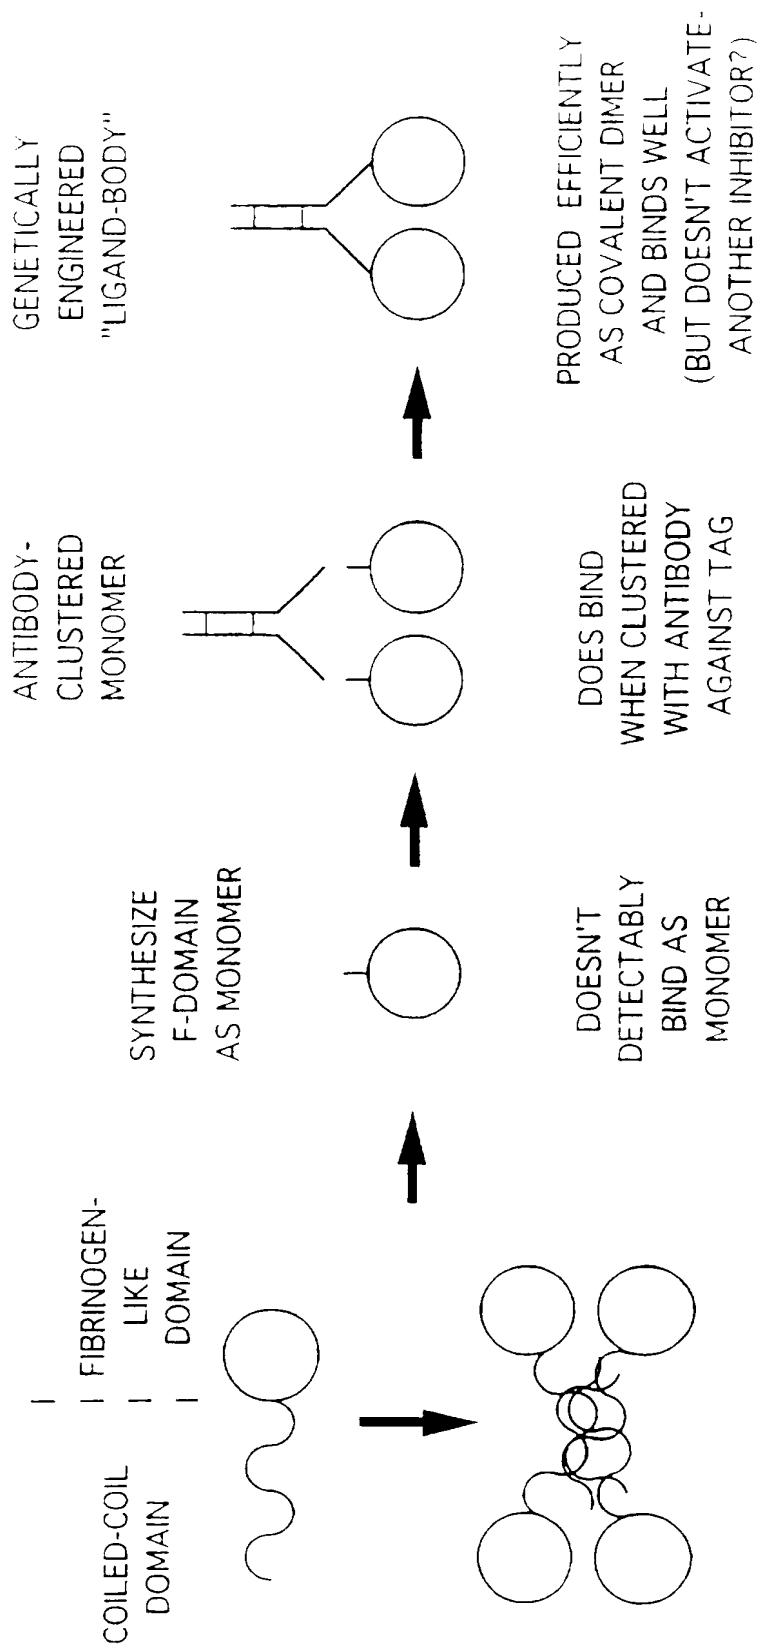 COILED-COIL
DOMAIN
FIBRINOGEN-
LIKE
DOMAIN
SYNTHESIZE
F-DOMAIN
AS MONOMER
DOESN'T
DETECTABLY
BIND AS
MONOMER
ANTIBODY-
CLUSTERED
MONOMER
DOES BIND
WHEN CLUSTERED
WITH ANTIBODY
AGAINST TAG
GENETICALLY
ENGINEERED
"LIGAND-BODY"
PRODUCED EFFICIENTLY
AS COVALENT DIMER
AND BINDS WELL
(BUT DOESN'T ACTIVATE-
ANOTHER INHIBITOR?)